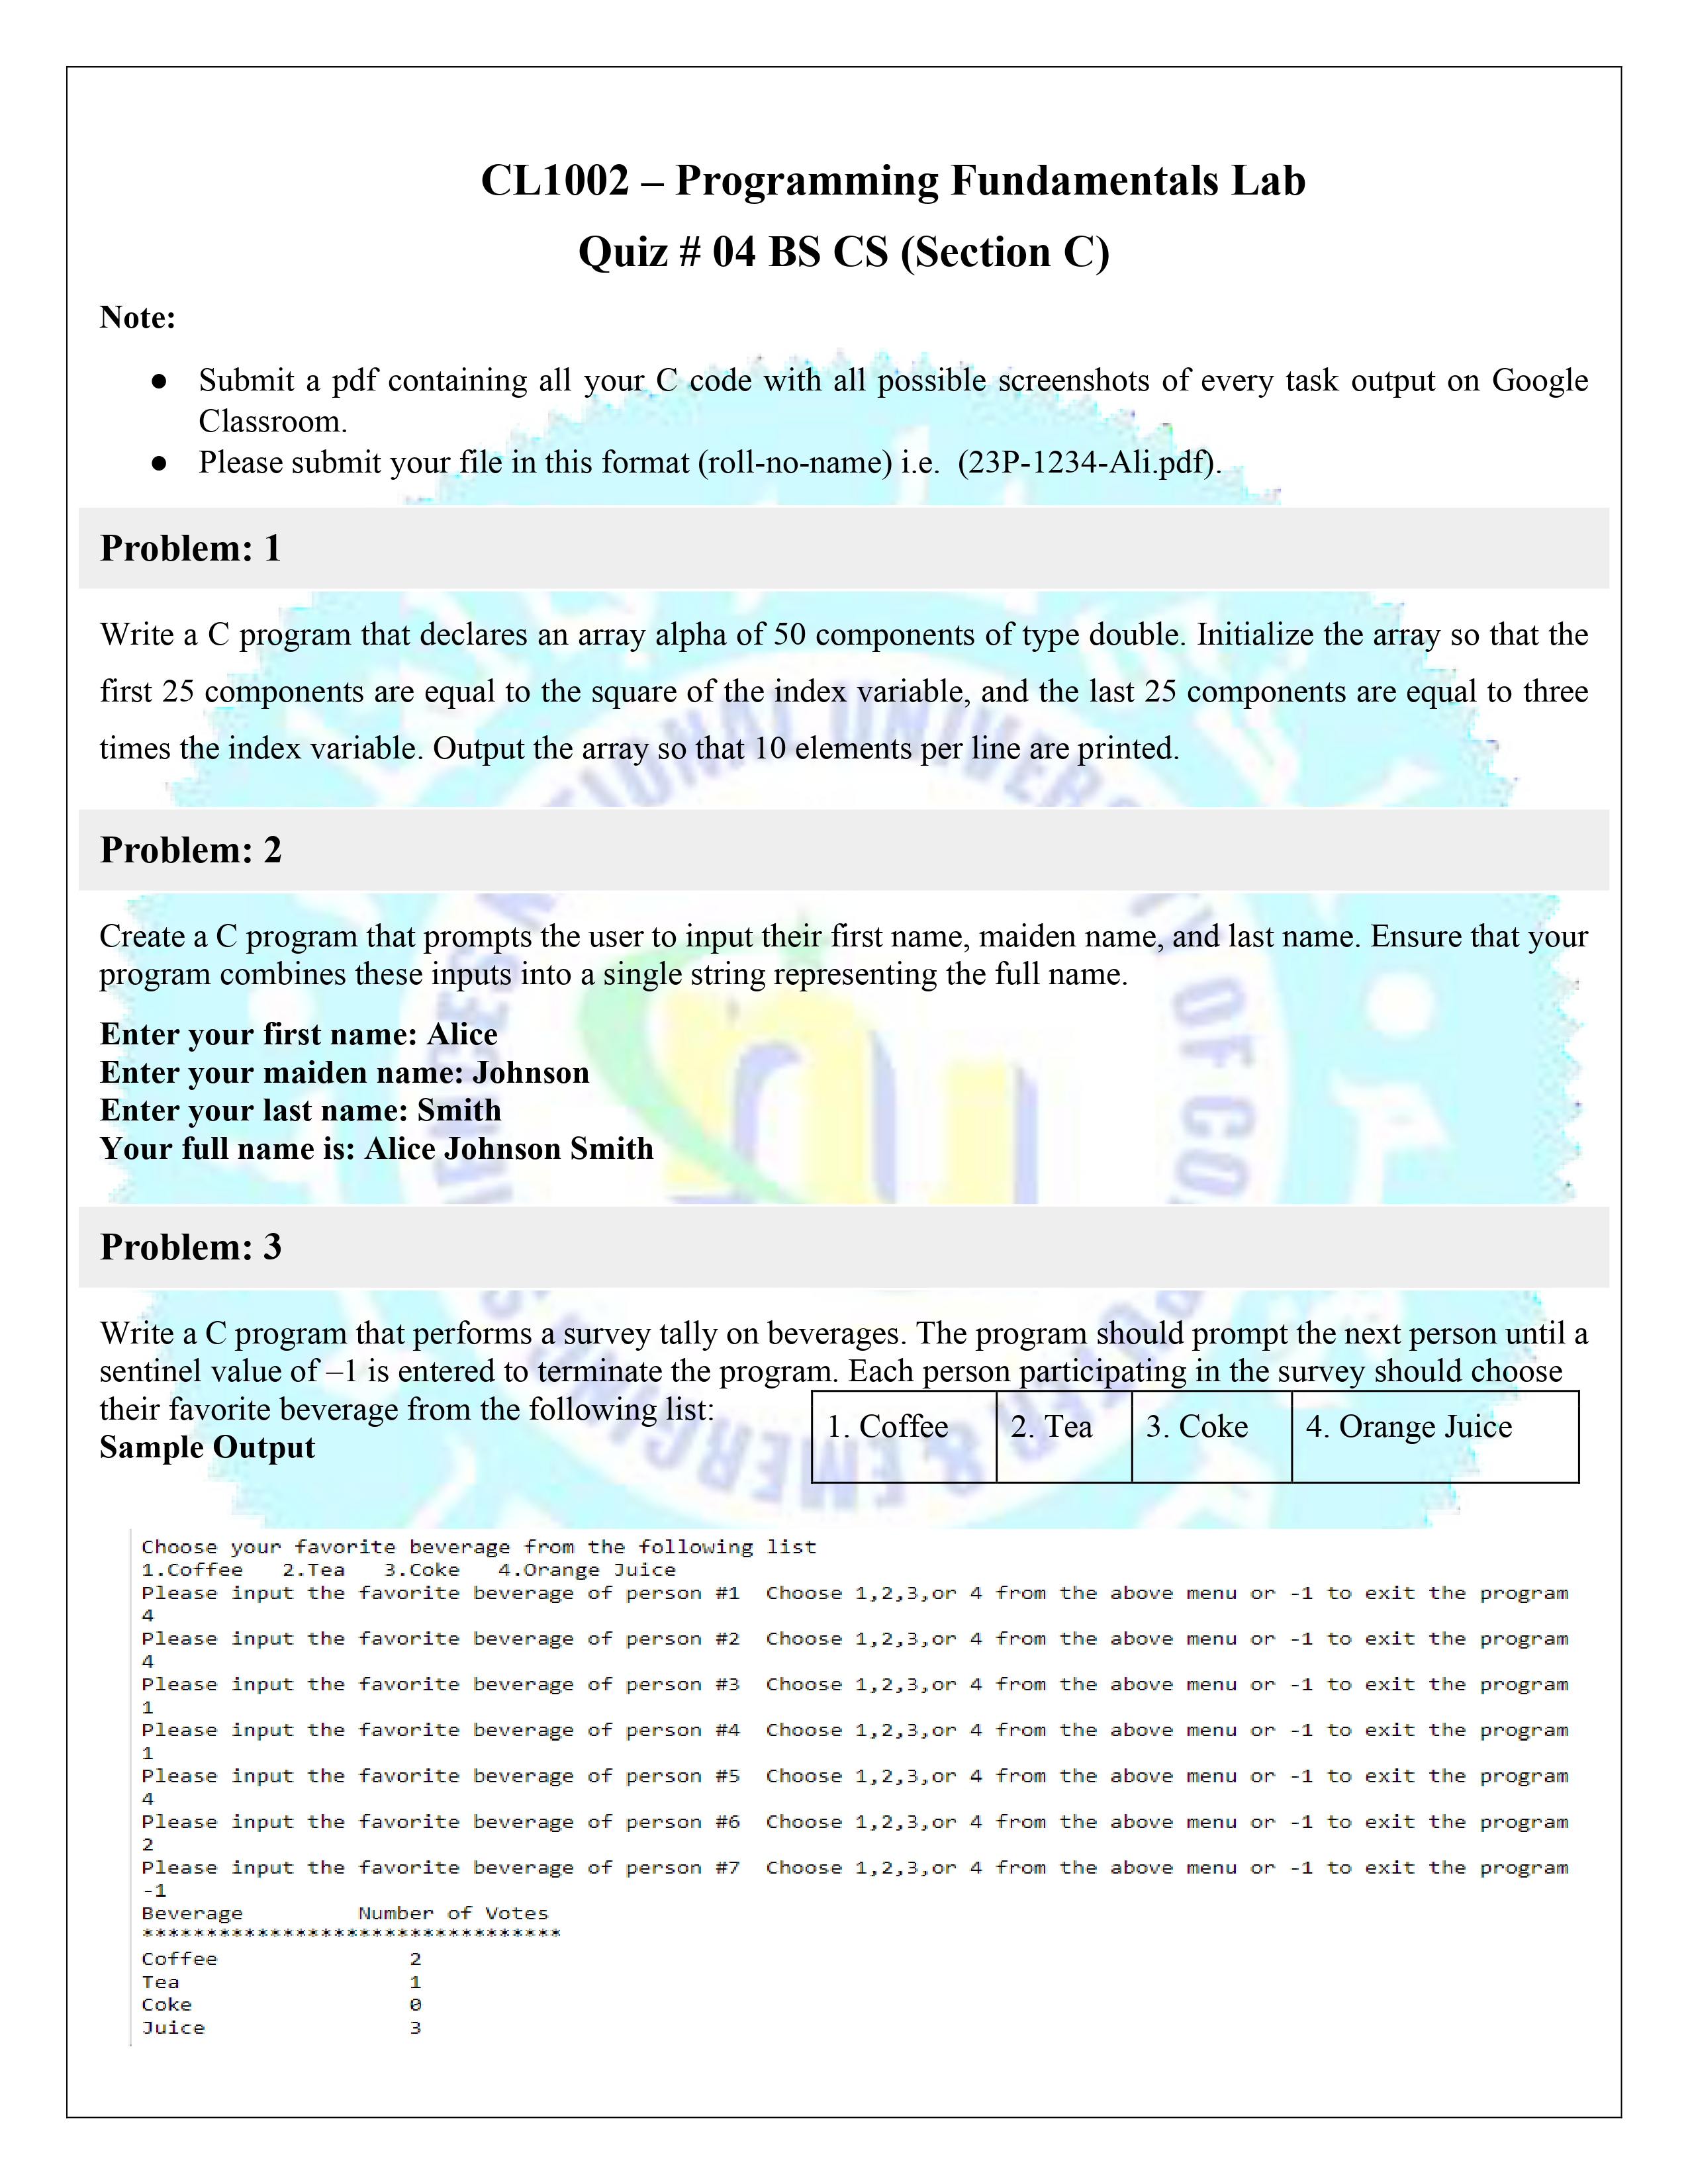 CL1002 – Programming Fundamentals Lab
Quiz # 04 BS CS (Section C)
Note:
● Submit a pdf containing all your C code with all possible screenshots of every task output on Google
Classroom.
● Please submit your file in this format (roll-no-name) i.e.  (23P-1234-Ali.pdf).
Problem: 1
Write a C program that declares an array alpha of 50 components of type double. Initialize the array so that the
first 25 components are equal to the square of the index variable, and the last 25 components are equal to three
times the index variable. Output the array so that 10 elements per line are printed.
Problem: 2
Create a C program that prompts the user to input their first name, maiden name, and last name. Ensure that your
program combines these inputs into a single string representing the full name.
Enter your first name: Alice
Enter your maiden name: Johnson
Enter your last name: Smith
Your full name is: Alice Johnson Smith
Problem: 3
Write a C program that performs a survey tally on beverages. The program should prompt the next person until a
sentinel value of –1 is entered to terminate the program. Each person participating in the survey should choose
their favorite beverage from the following list:
1. Coffee 2. Tea 3. Coke 4. Orange Juice
Sample Output
Choose your favorite beverage from the following list
1.Coffee   2.Tea   3.Coke   4.Orange Juice
Please input the favorite beverage of person #1  Choose 1,2,3,or 4 from the above menu or -1 to exit the program
4
Please input the favorite beverage of person #2  Choose 1,2,3,or 4 from the above menu or -1 to exit the program
4
Please input the favorite beverage of person #3  Choose 1,2,3,or 4 from the above menu or -1 to exit the program
1
Please input the favorite beverage of person #4  Choose 1,2,3,or 4 from the above menu or -1 to exit the program
1
Please input the favorite beverage of person #5  Choose 1,2,3,or 4 from the above menu or -1 to exit the program
4
Please input the favorite beverage of person #6  Choose 1,2,3,or 4 from the above menu or -1 to exit the program
2
Please input the favorite beverage of person #7  Choose 1,2,3,or 4 from the above menu or -1 to exit the program
-1
Beverage         Number of Votes
*********************************
Coffee               2
Tea                  1
Coke                 0
Juice                3